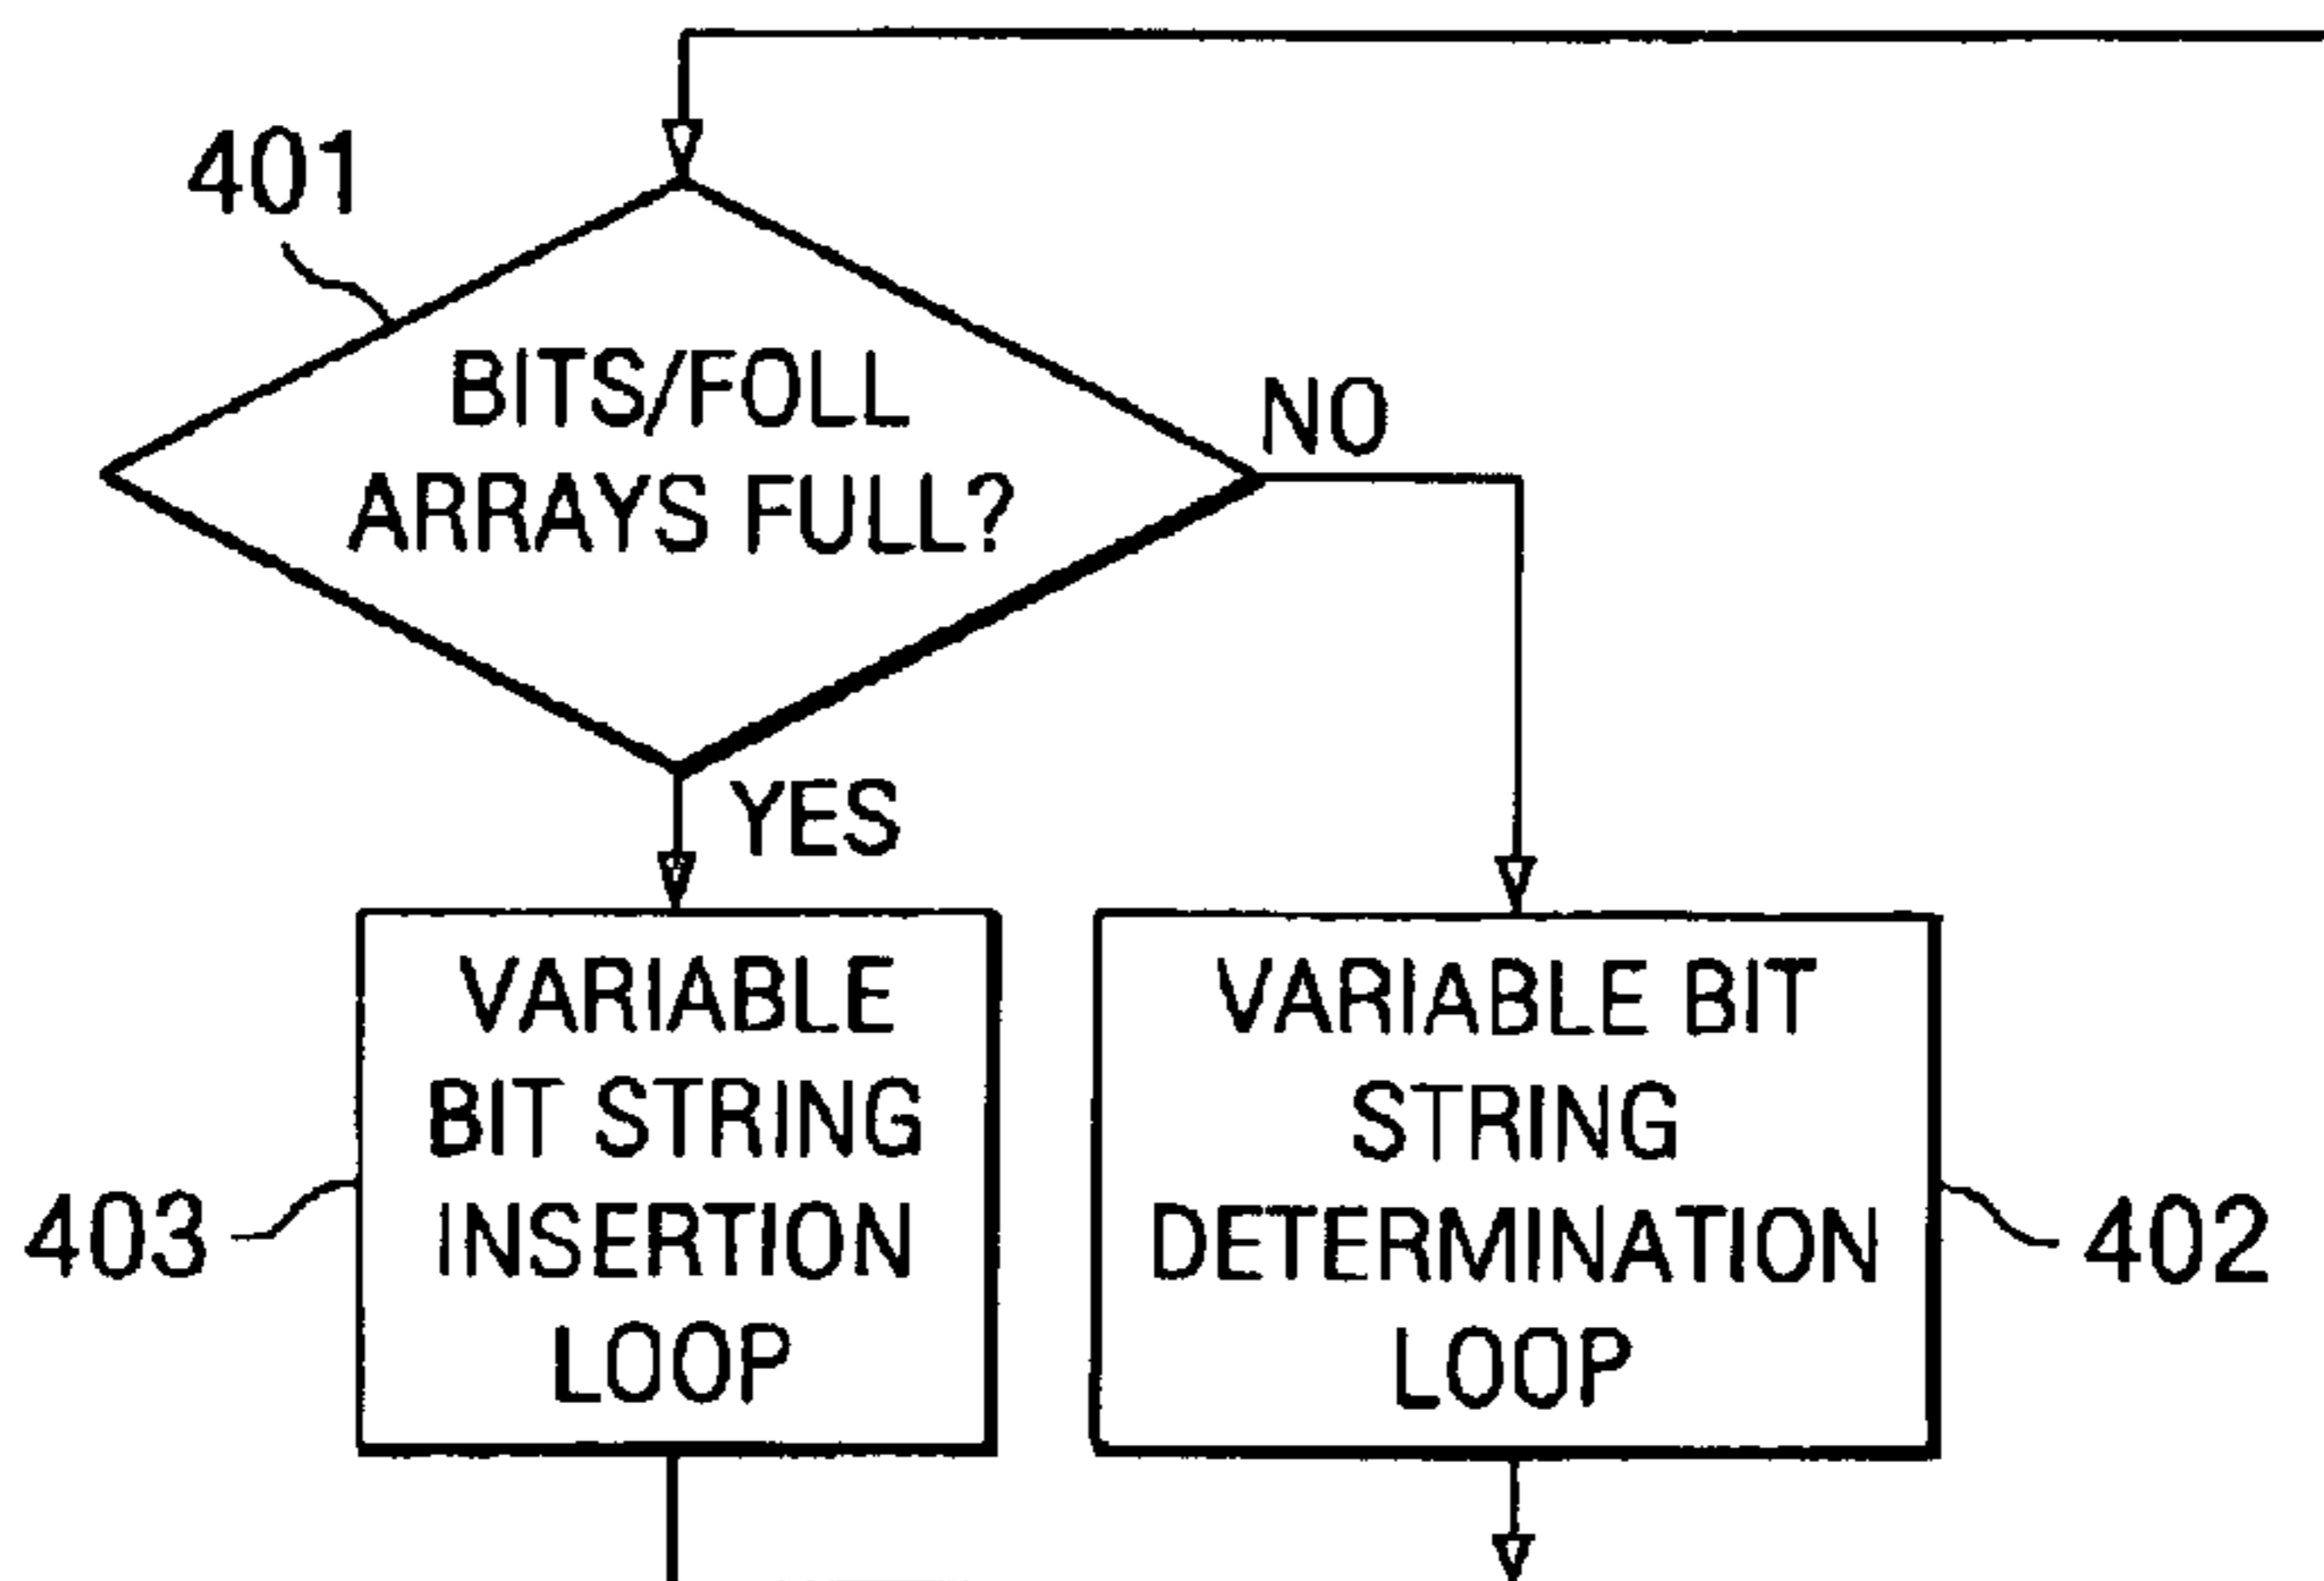 401
BITS/FOLL
ARRAYS FULL?
NO
YES
VARIABLE
BIT STRING
INSERTION
LOOP
403
VARIABLE BIT
STRING
DETERMINATION
LOOP
402